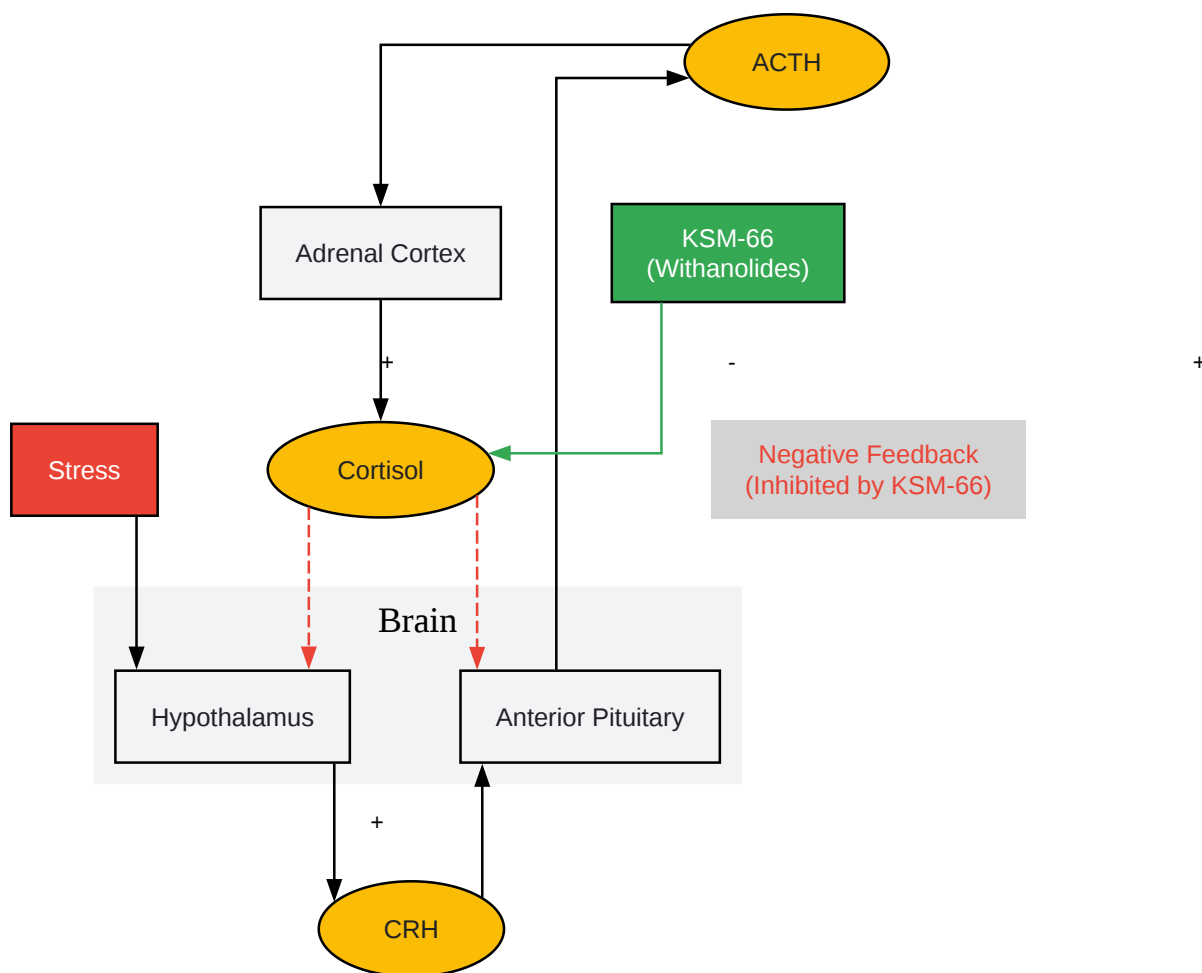 ACTH
Adrenal Cortex
KSM-66
(Withanolides)
+
-
+
Stress
Cortisol
Negative Feedback
(Inhibited by KSM-66)
Brain
Hypothalamus
Anterior Pituitary
+
CRH